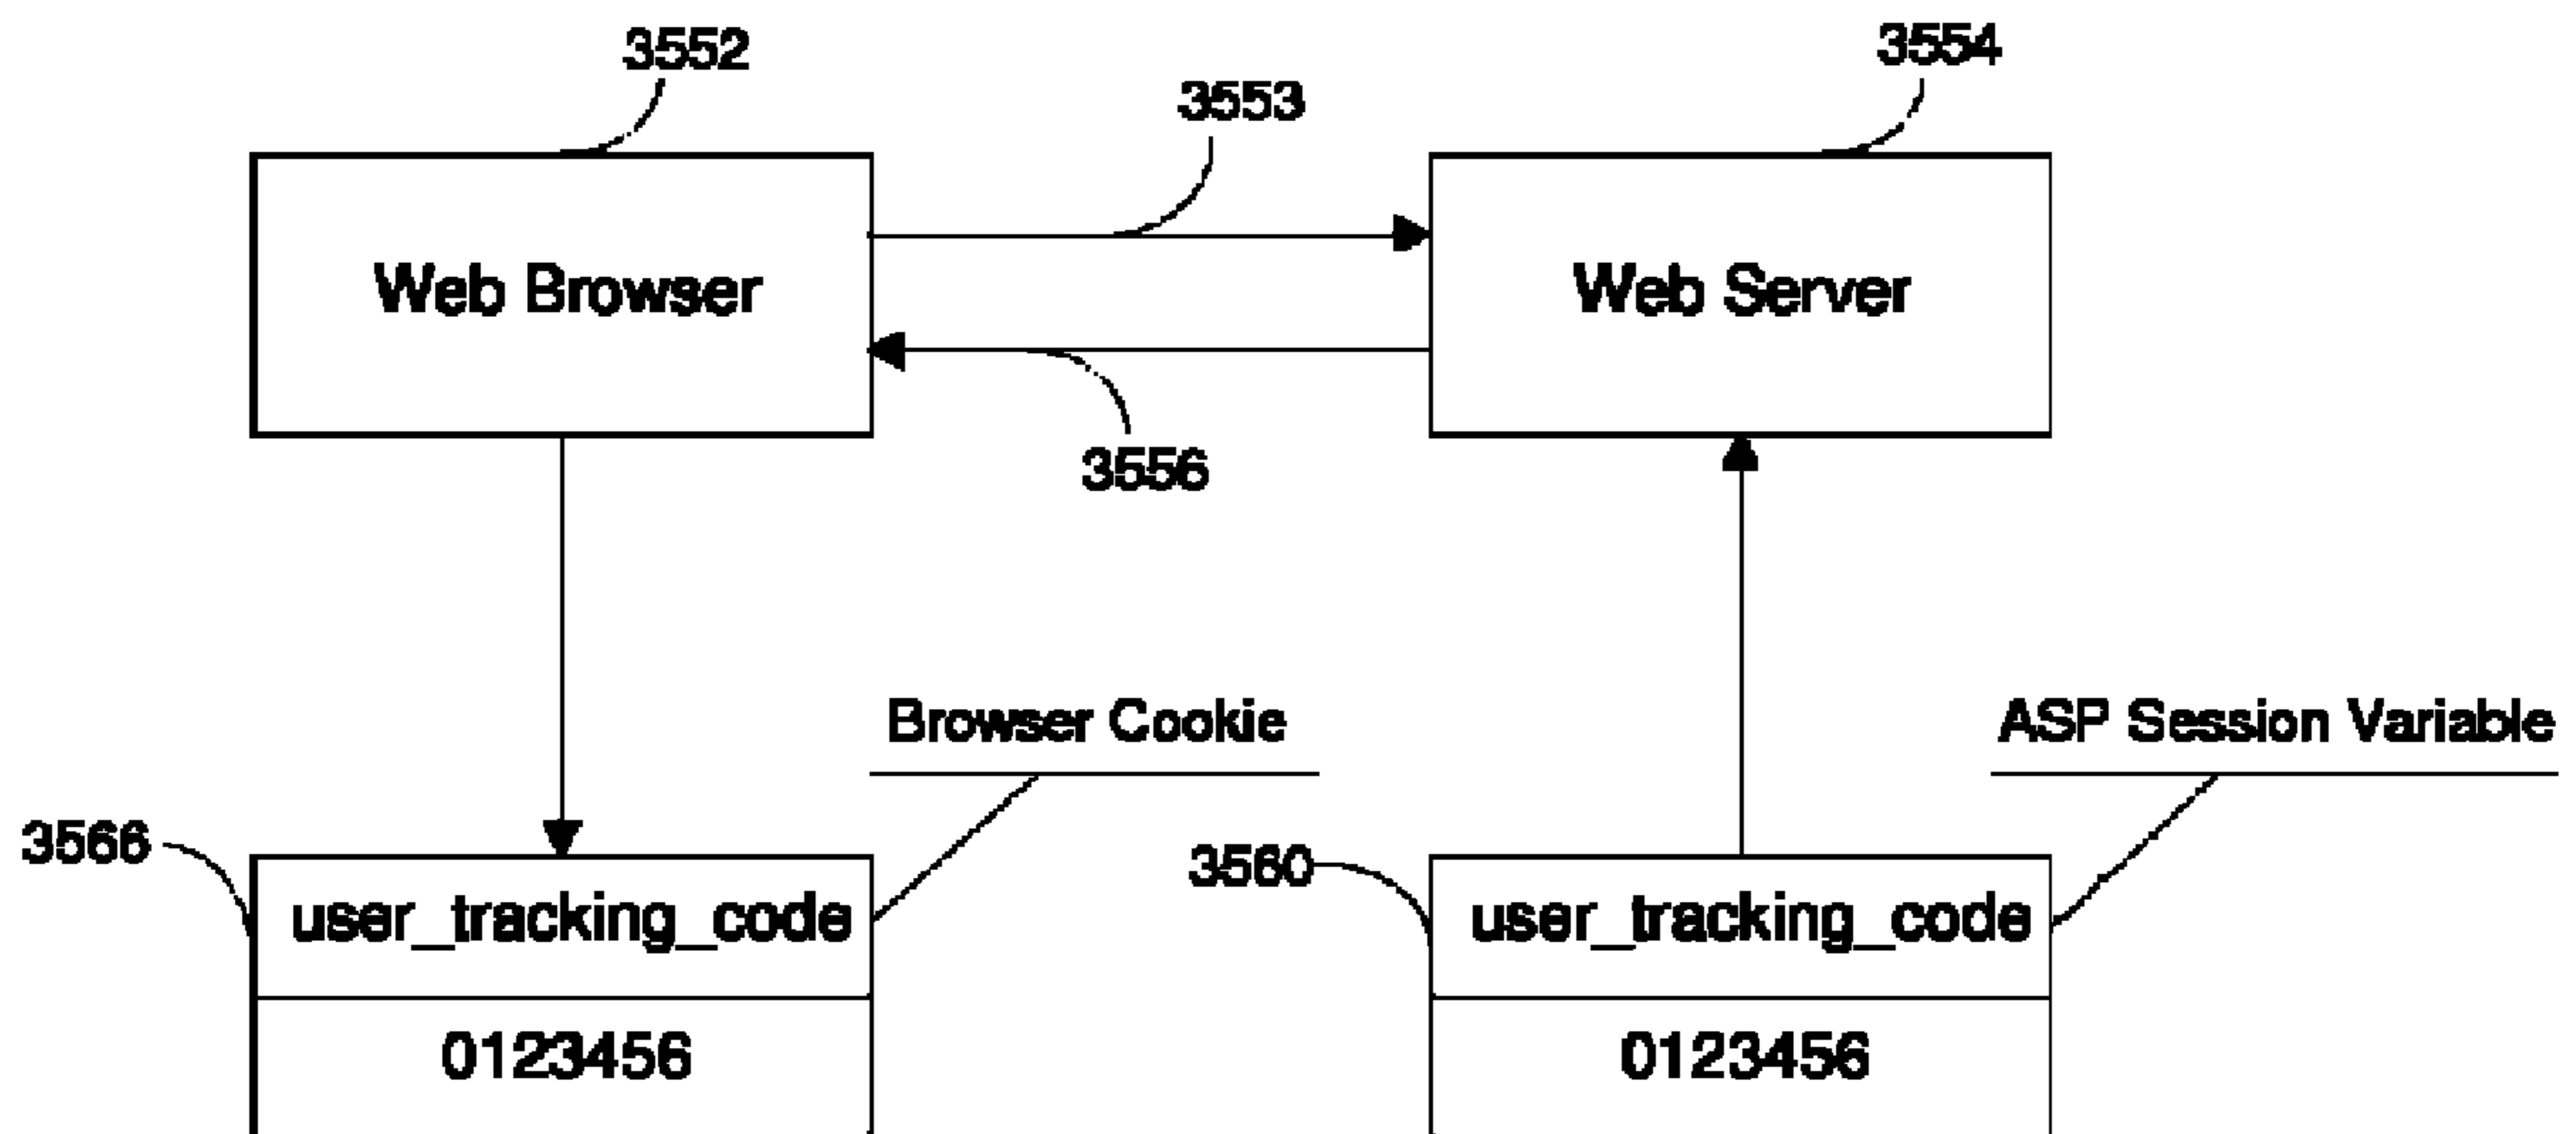 3552
3554
3553
Web Browser
Web Server
3556
Browser Cookie
ASP Session Variable
3566
3560
user_tracking_code
user_tracking_code
0123456
0123456